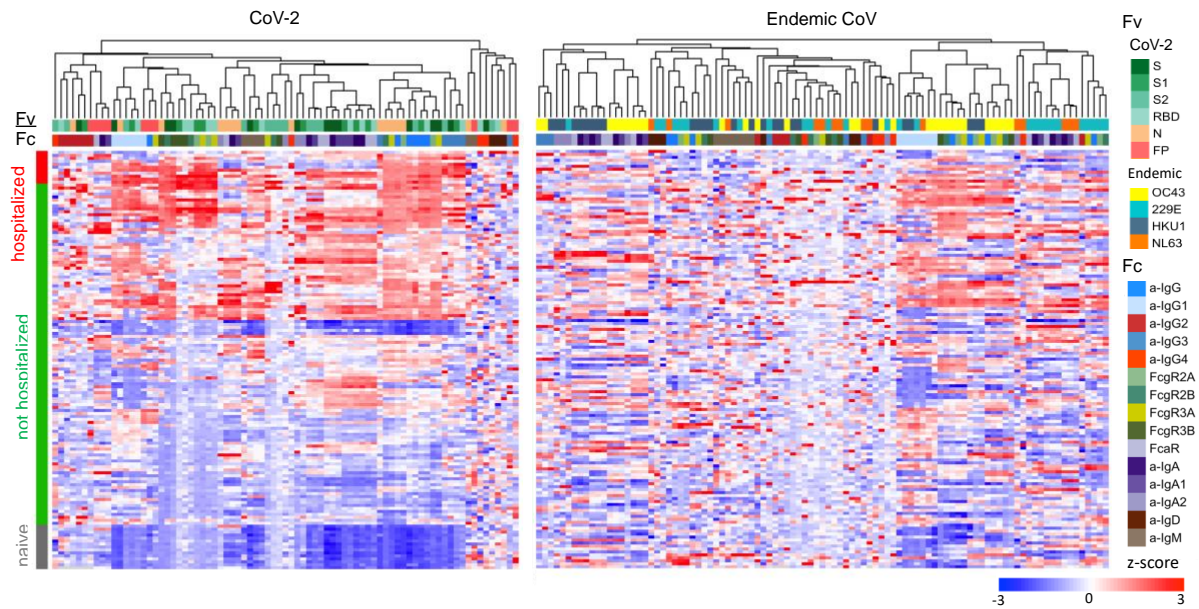 CoV-2
Endemic CoV
Fv
Fc
hospitalized
not hospitalized
naive
Fv
CoV-2
S
S1
S2
RBD
N
FP
Endemic
OC43
229E
HKU1
NL63
Fc
a-IgG
a-IgG1
a-IgG2
a-IgG3
a-IgG4
FcgR2A
FcgR2B
FcgR3A
FcgR3B
FcaR
a-IgA
a-IgA1
a-IgA2
a-IgD
a-IgM
z-score
-3 0 3